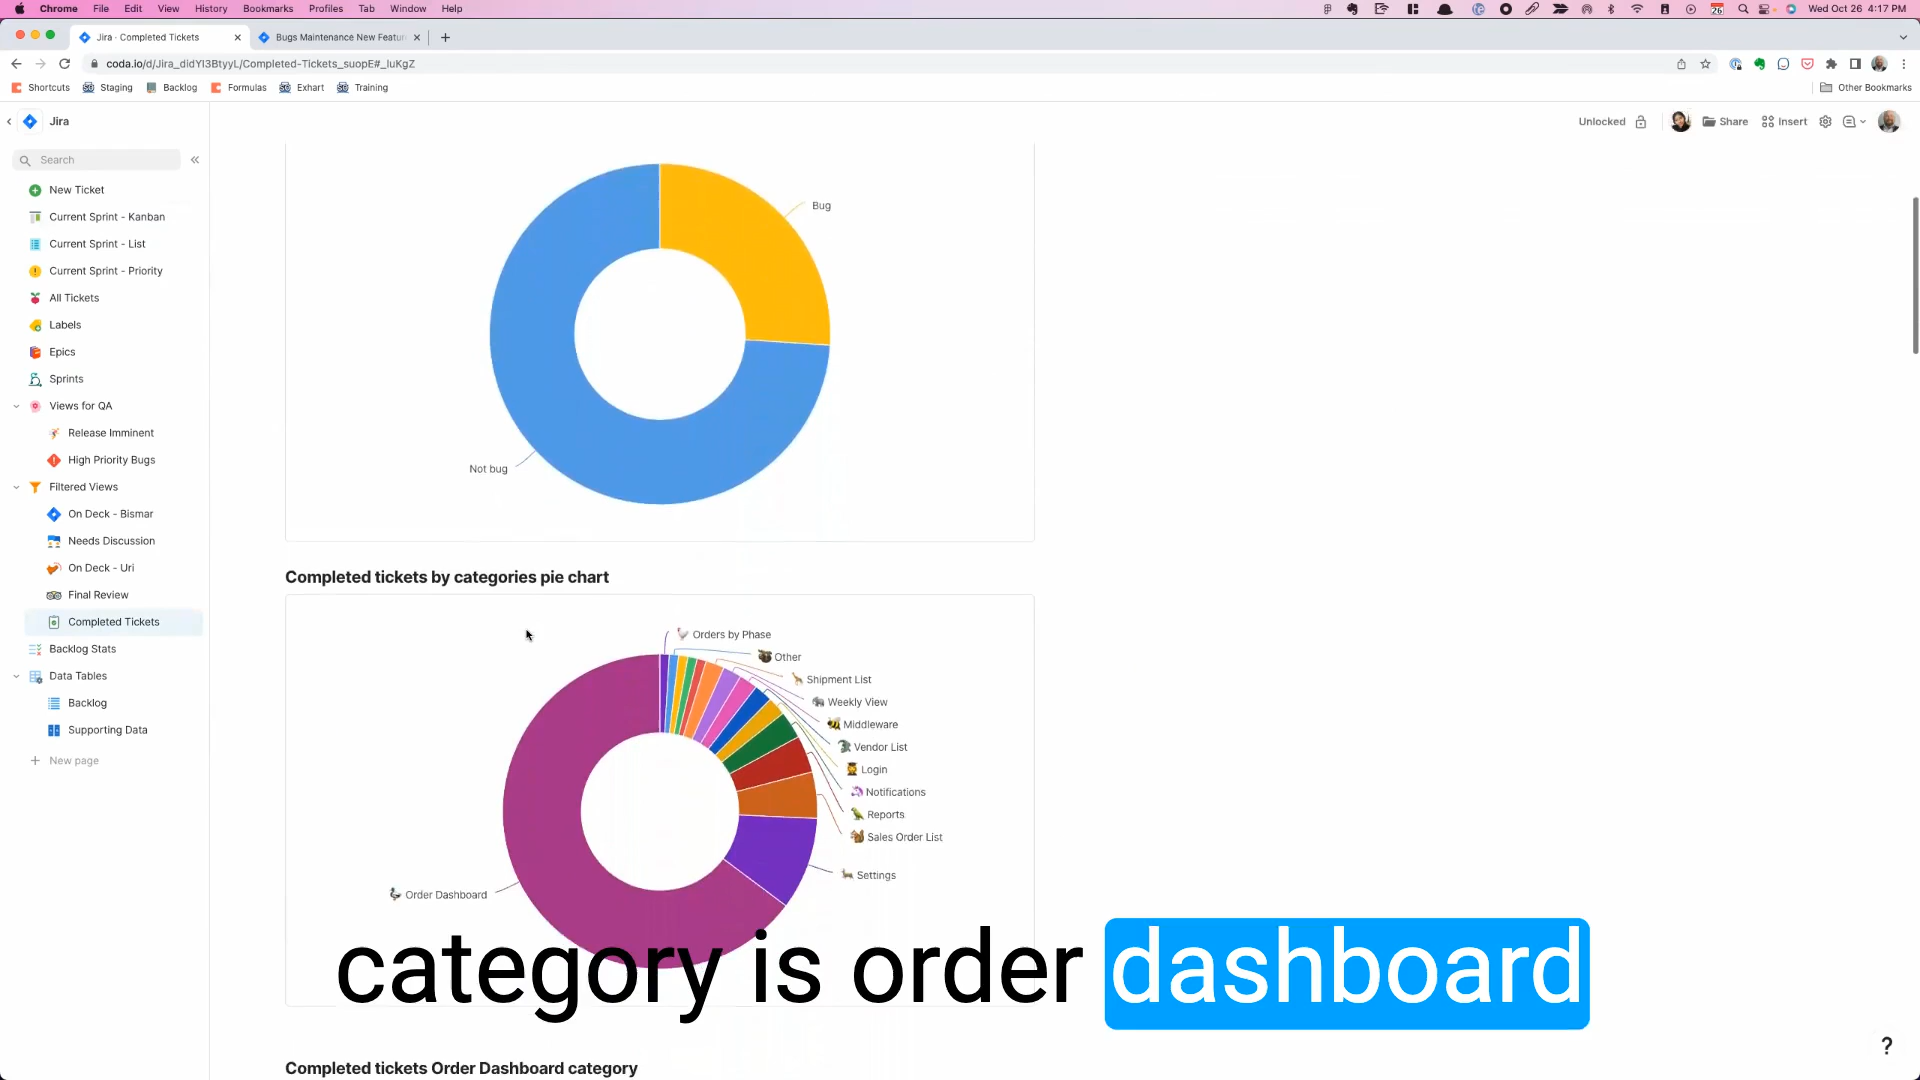 Chrome File Edit View History Bookmarks Profiles Tab Window Help
26 Wed Oct 26 4:17 PM
Jira · Completed Tickets
Bugs Maintenance New Featur
coda.io/d/Jira_didYl3BtyyL/Completed-Tickets_suopE#_luKgZ
Shortcuts Staging Backlog Formulas Exhart Training
Other Bookmarks
Jira
Unlocked Share Insert
Search
New Ticket
Current Sprint - Kanban
Current Sprint - List
Current Sprint - Priority
All Tickets
Labels
Epics
Sprints
Views for QA
Release Imminent
High Priority Bugs
Filtered Views
On Deck - Bismar
Needs Discussion
On Deck - Uri
Final Review
Completed Tickets
Backlog Stats
Data Tables
Backlog
Supporting Data
New page
Bug
Not bug
Completed tickets by categories pie chart
Orders by Phase
Other
Shipment List
Weekly View
Middleware
Vendor List
Login
Notifications
Reports
Sales Order List
Settings
Order Dashboard
category is order dashboard
Completed tickets Order Dashboard category
?